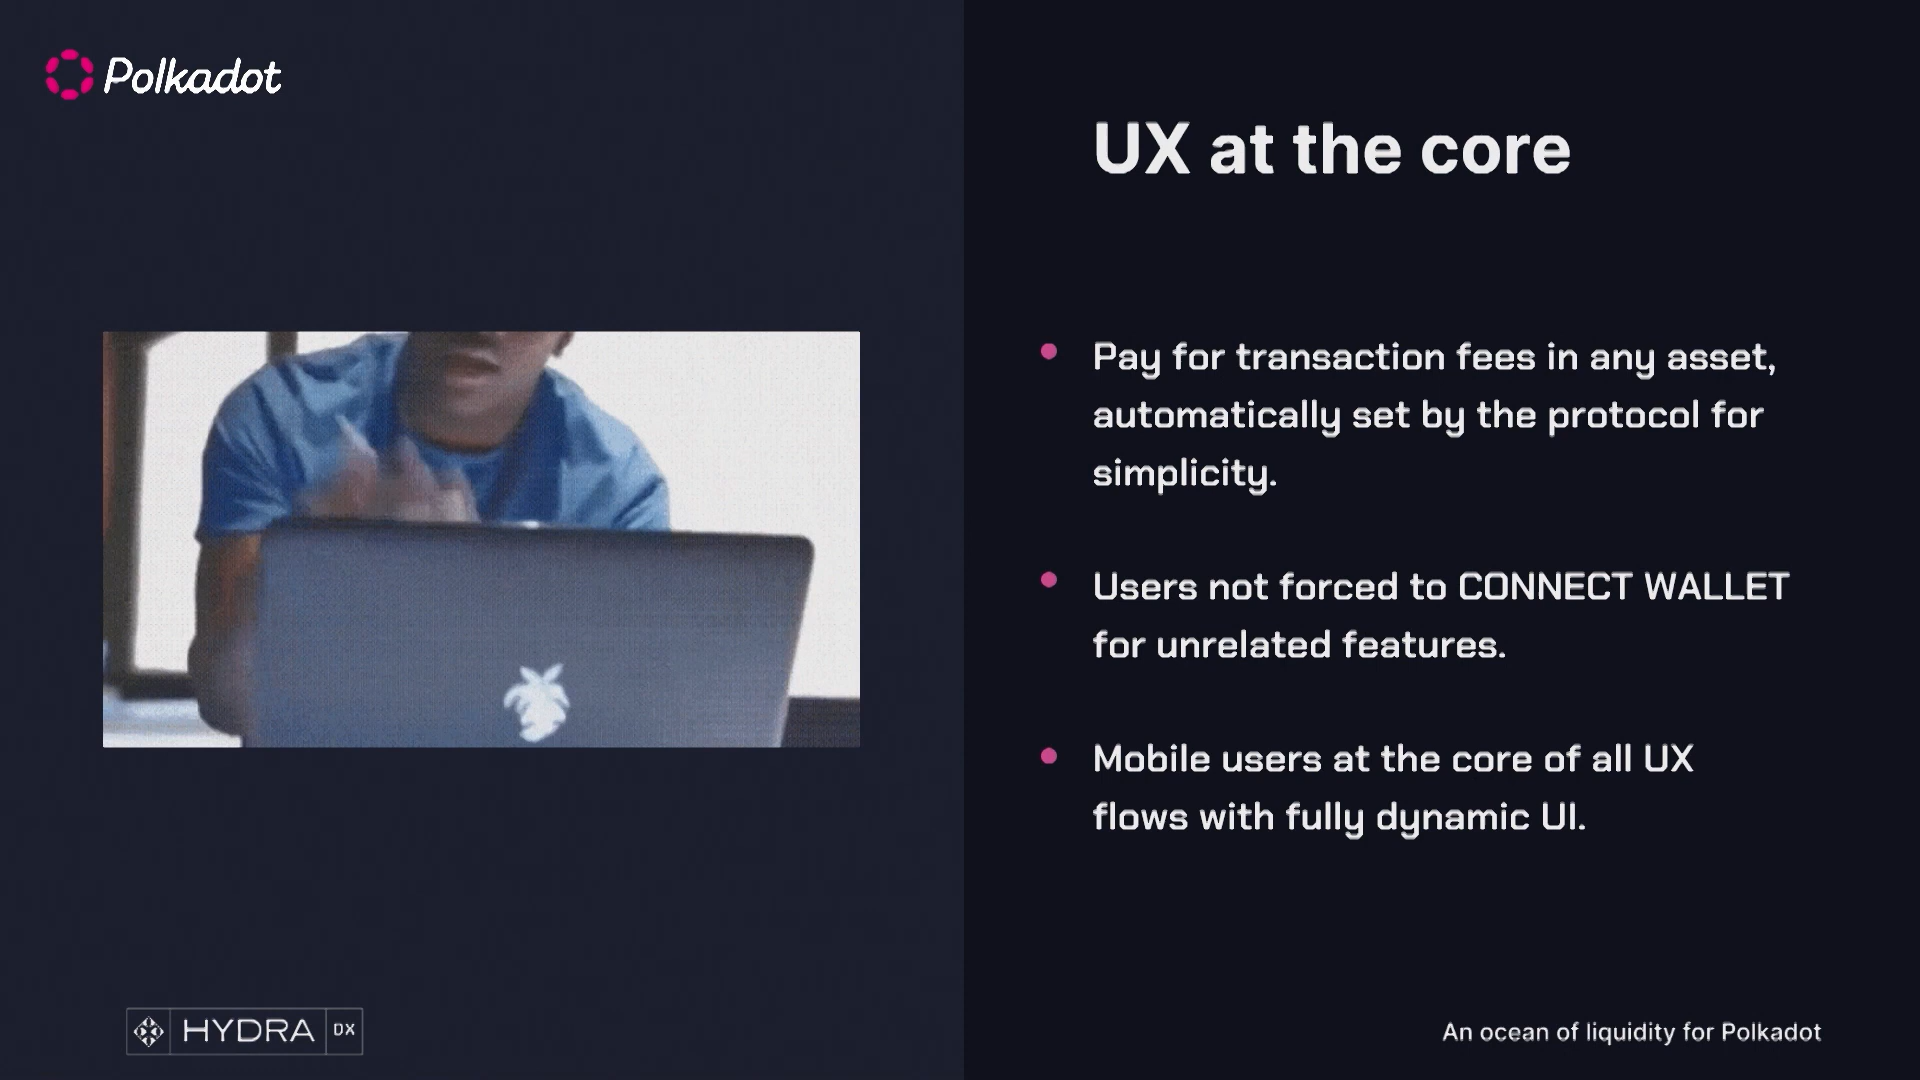 Polkadot
UX at the core
Pay for transaction fees in any asset,
automatically set by the protocol for
simplicity.
Users not forced to CONNECT WALLET
for unrelated features.
Mobile users at the core of all UX
flows with fully dynamic UI.
HYDRA DX
An ocean of liquidity for Polkadot